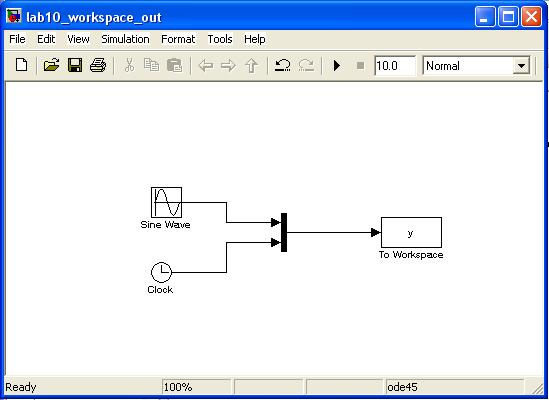 lab10_workspace_out
File Edit View Simulation Format Tools Help
10.0 Normal
Sine Wave
y
To Workspace
Clock
Ready 100% ode45